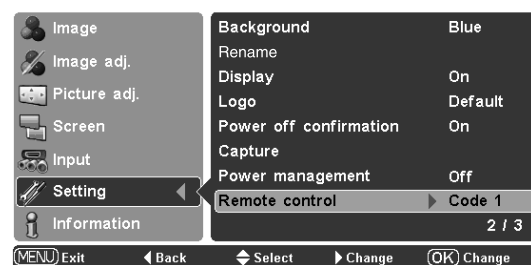 Image
Image adj.
Picture adj.
Screen
Input
Setting
Information
Background Blue
Rename
Display On
Logo Default
Power off confirmation On
Capture
Power management Off
Remote control Code 1
2 / 3
MENU Exit Back Select Change OK Change